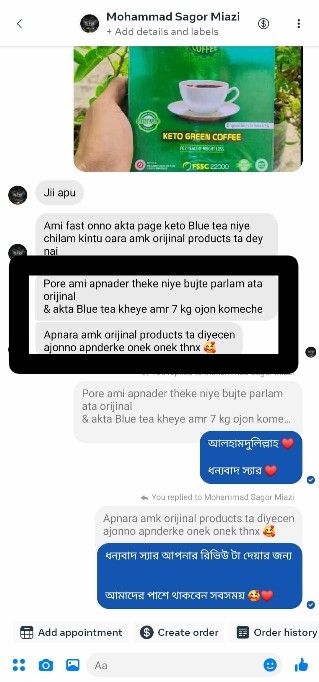 Mohammad Sagor Miazi
+ Add details and labels
COFFEE
KETO GREEN COFFEE
FSSC 22000
Jii apu
Ami fast onno akta page keto Blue tea niye
chilam kintu oara amk orijinal products ta dey
nai
Pore ami apnader theke niye bujte parlam ata
orijinal
& akta Blue tea kheye amr 7 kg ojon komeche
Apnara amk orijinal products ta diyecen
ajonno apnderke onek onek thnx 🥰
Pore ami apnader theke niye bujte parlam
ata orijinal
& akta Blue tea kheye amr 7 kg ojon kome...
আলহামদুলিল্লাহ ❤️
ধন্যবাদ স্যার ❤️
You replied to Mohammad Sagor Miazi
Apnara amk orijinal products ta diyecen
ajonno apnderke onek onek thnx 🥰
ধন্যবাদ স্যার আপনার রিভিউ টা দেয়ার জন্য
আমাদের পাশে থাকবেন সবসময় 🥰❤️
Add appointment
Create order
Order history
Aa